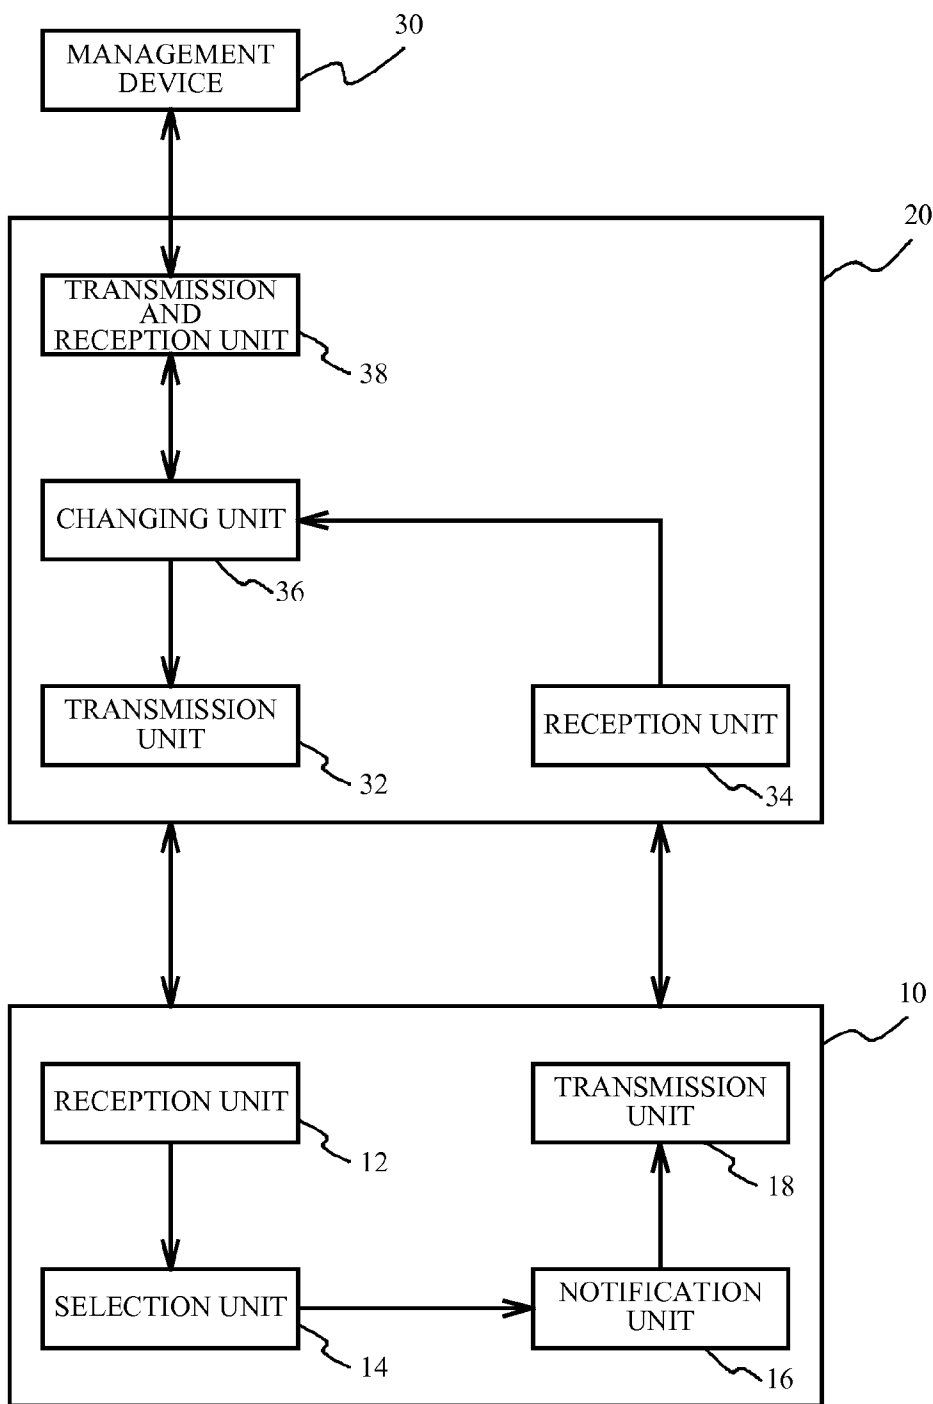 30
MANAGEMENT
DEVICE
20
TRANSMISSION
AND
RECEPTION UNIT
38
CHANGING UNIT
36
TRANSMISSION
UNIT
32
RECEPTION UNIT
34
10
RECEPTION UNIT
12
TRANSMISSION
UNIT
18
SELECTION UNIT
14
NOTIFICATION
UNIT
16